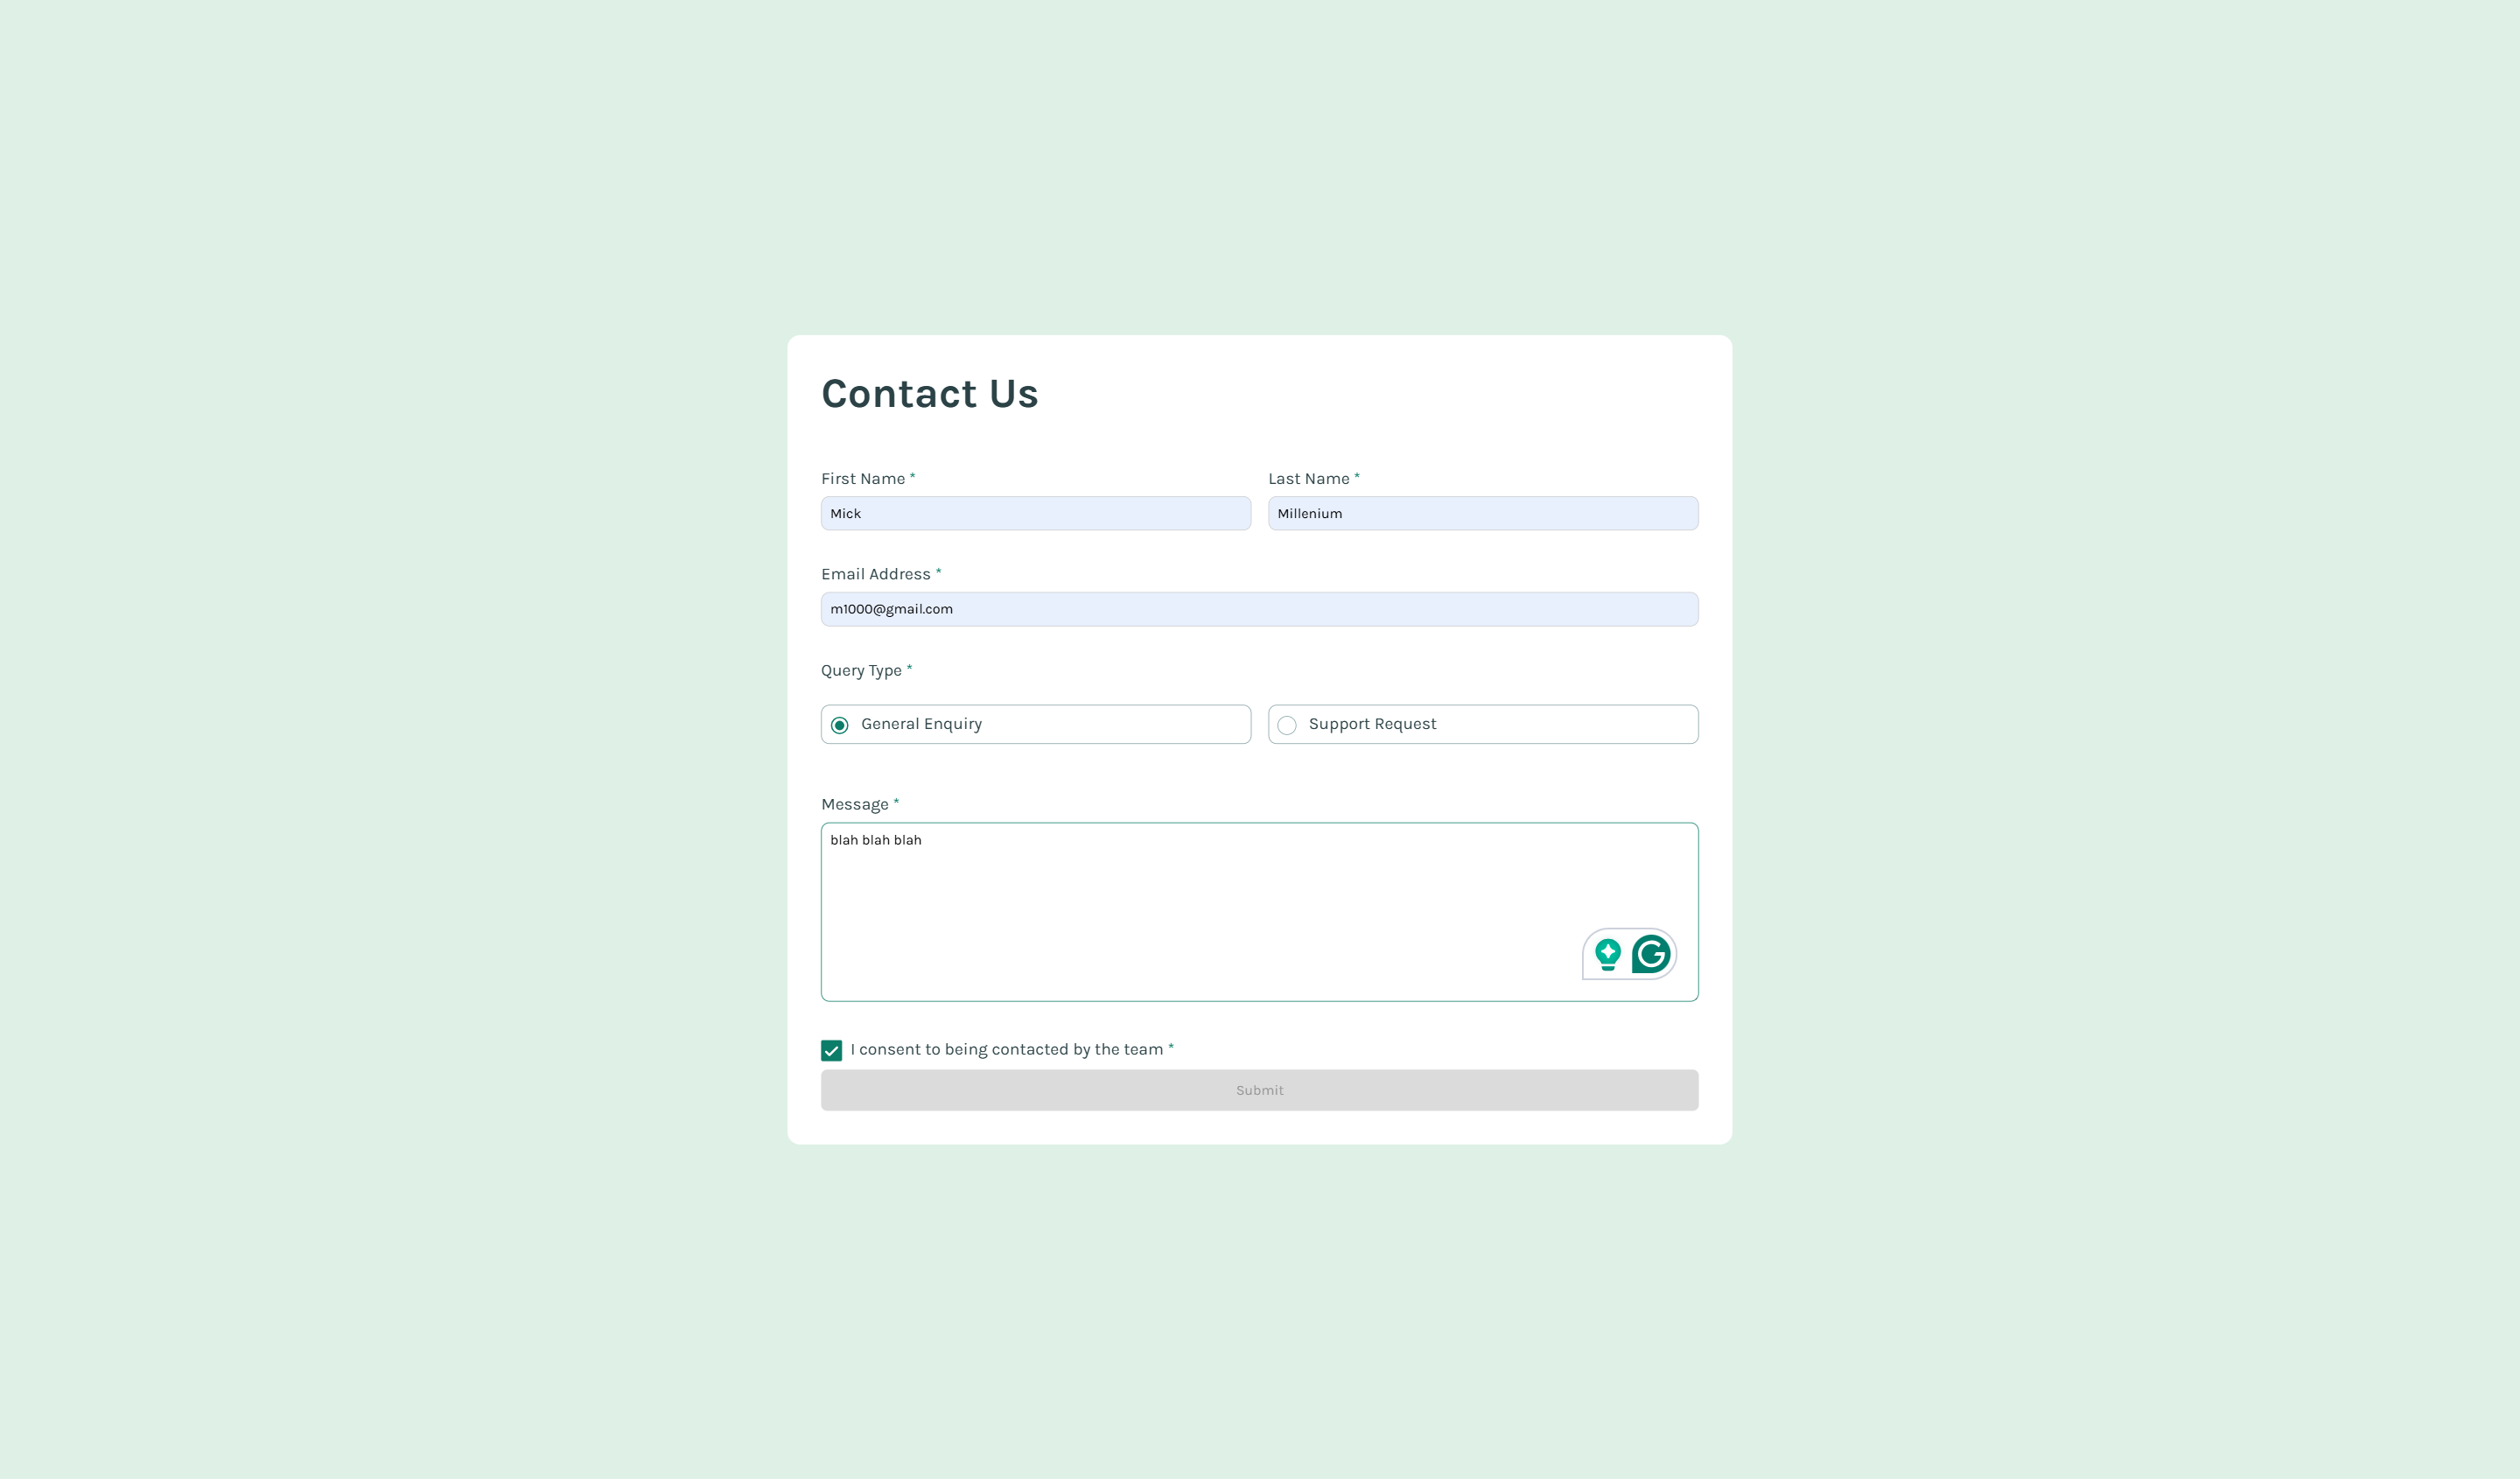 Contact Us
First Name *
Last Name *
Mick
Millenium
Email Address *
m1000@gmail.com
Query Type *
General Enquiry
Support Request
Message *
blah blah blah
I consent to being contacted by the team *
Submit